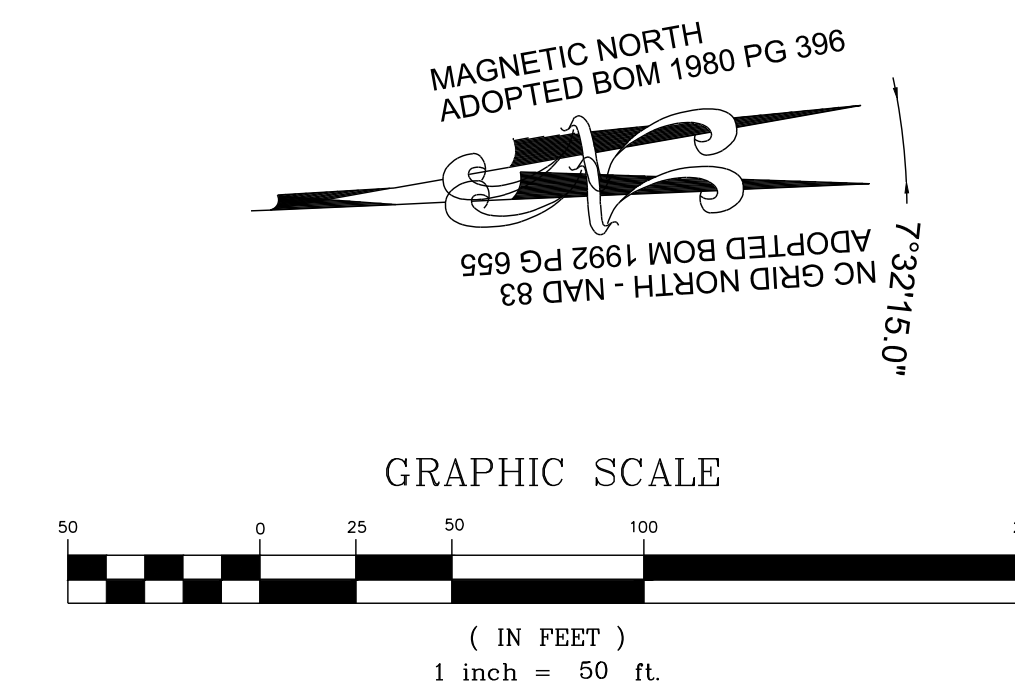 MAGNETIC NORTH
ADOPTED BOM 1980 PG 396
NC GRID NORTH - NAD 83
ADOPTED BOM 1992 PG 655
7°32'15.0"
GRAPHIC SCALE
50 0 25 50 100
( IN FEET )
1 inch = 50 ft.